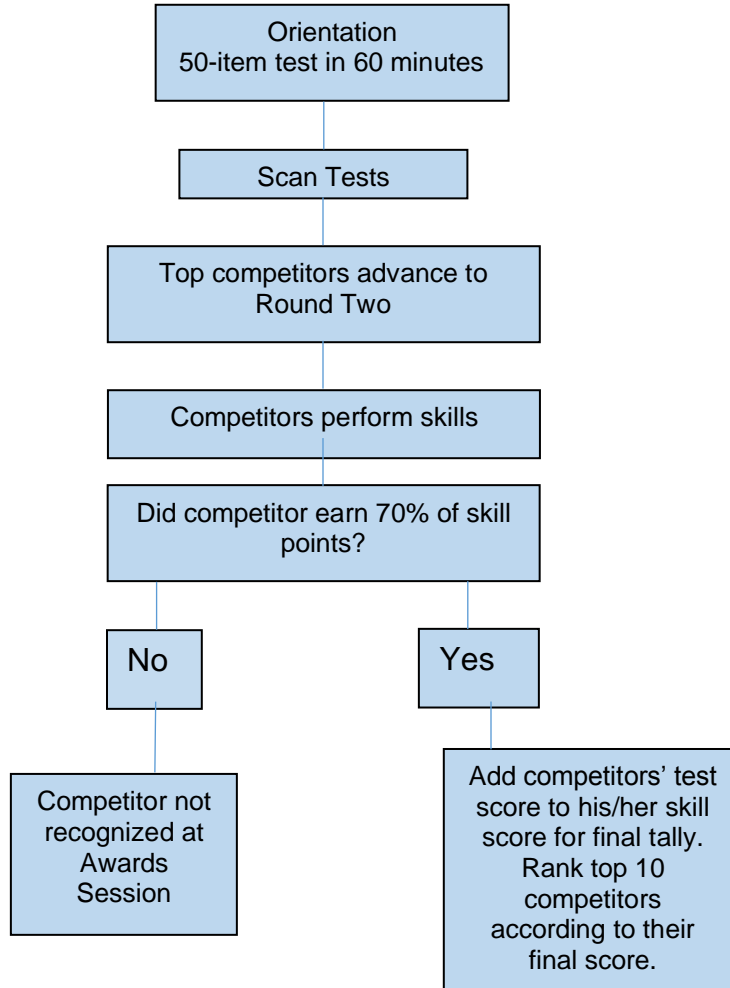 Orientation
50-item test in 60 minutes
Scan Tests
Top competitors advance to
Round Two
Competitors perform skills
Did competitor earn 70% of skill
points?
No
Yes
Competitor not
recognized at
Awards
Session
Add competitors’ test
score to his/her skill
score for final tally.
Rank top 10
competitors
according to their
final score.